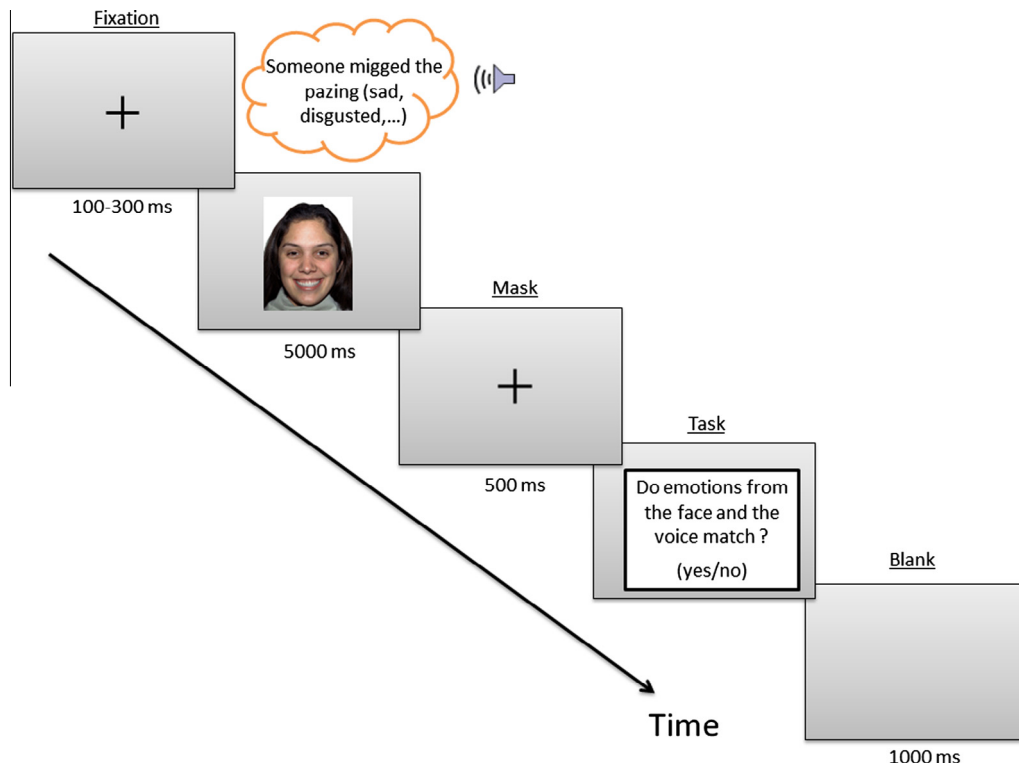 Fixation
Someone migged the
pazing (sad,
disgusted,...)
100-300 ms
Mask
5000 ms
Task
500 ms
Do emotions from
the face and the
voice match ?
(yes/no)
Blank
Time
1000 ms